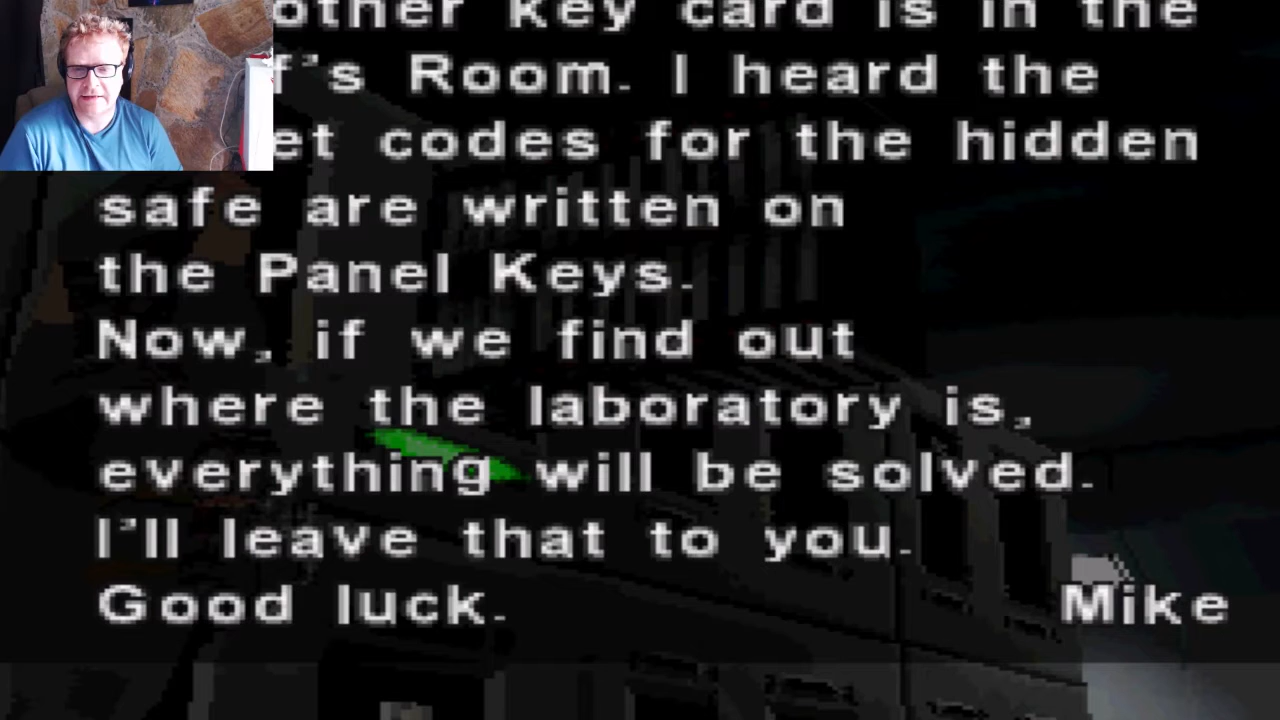 other key card is in the
f's Room. I heard the
et codes for the hidden
safe are written on
the Panel Keys.
Now, if we find out
where the laboratory is,
everything will be solved.
I'll leave that to you.
Good luck. Mike